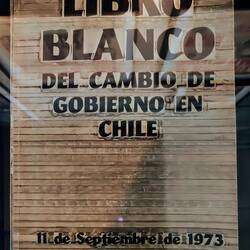 LIBRO
BLANCO
DEL CAMBIO DE
GOBIERNO EN
CHILE
11 de Septiembre de 1973